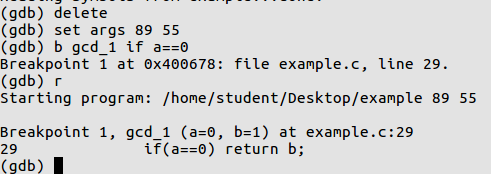 (gdb) delete
(gdb) set args 89 55
(gdb) b gcd_1 if a==0
Breakpoint 1 at 0x400678: file example.c, line 29.
(gdb) r
Starting program: /home/student/Desktop/example 89 55
Breakpoint 1, gcd_1 (a=0, b=1) at example.c:29
29 if(a==0) return b;
(gdb)